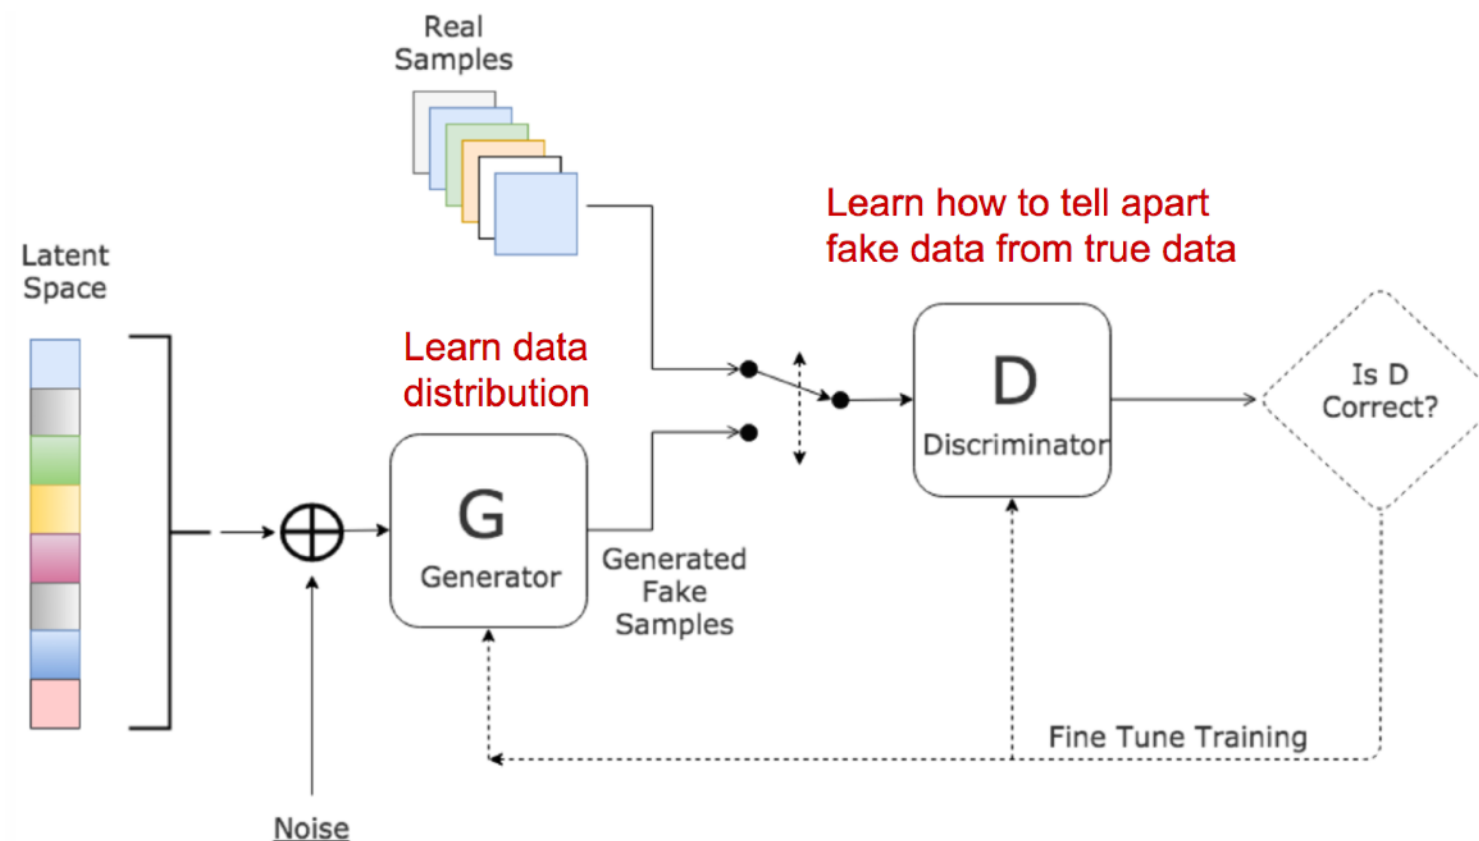 Real
Samples
Learn how to tell apart
fake data from true data
Latent
Space
Learn data
distribution
D
Discriminator
Is D
Correct?
G
Generator
Generated
Fake
Samples
Fine Tune Training
Noise